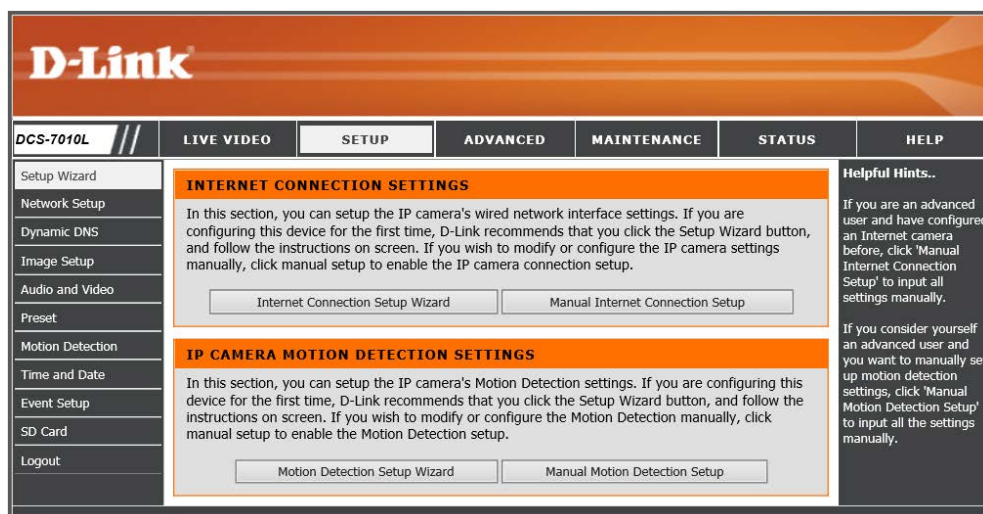 D-Link
DCS-7010L
LIVE VIDEO
SETUP
ADVANCED
MAINTENANCE
STATUS
HELP
Setup Wizard
Network Setup
Dynamic DNS
Image Setup
Audio and Video
Preset
Motion Detection
Time and Date
Event Setup
SD Card
Logout
INTERNET CONNECTION SETTINGS
In this section, you can setup the IP camera's wired network interface settings. If you are
configuring this device for the first time, D-Link recommends that you click the Setup Wizard button,
and follow the instructions on screen. If you wish to modify or configure the IP camera settings
manually, click manual setup to enable the IP camera connection setup.
Internet Connection Setup Wizard
Manual Internet Connection Setup
IP CAMERA MOTION DETECTION SETTINGS
In this section, you can setup the IP camera's Motion Detection settings. If you are configuring this
device for the first time, D-Link recommends that you click the Setup Wizard button, and follow the
instructions on screen. If you wish to modify or configure the Motion Detection manually, click
manual setup to enable the Motion Detection setup.
Motion Detection Setup Wizard
Manual Motion Detection Setup
Helpful Hints..
If you are an advanced
user and have configured
an Internet camera
before, click 'Manual
Internet Connection
Setup' to input all
settings manually.
If you consider yourself
an advanced user and
you want to manually se
up motion detection
settings, click 'Manual
Motion Detection Setup'
to input all the settings
manually.